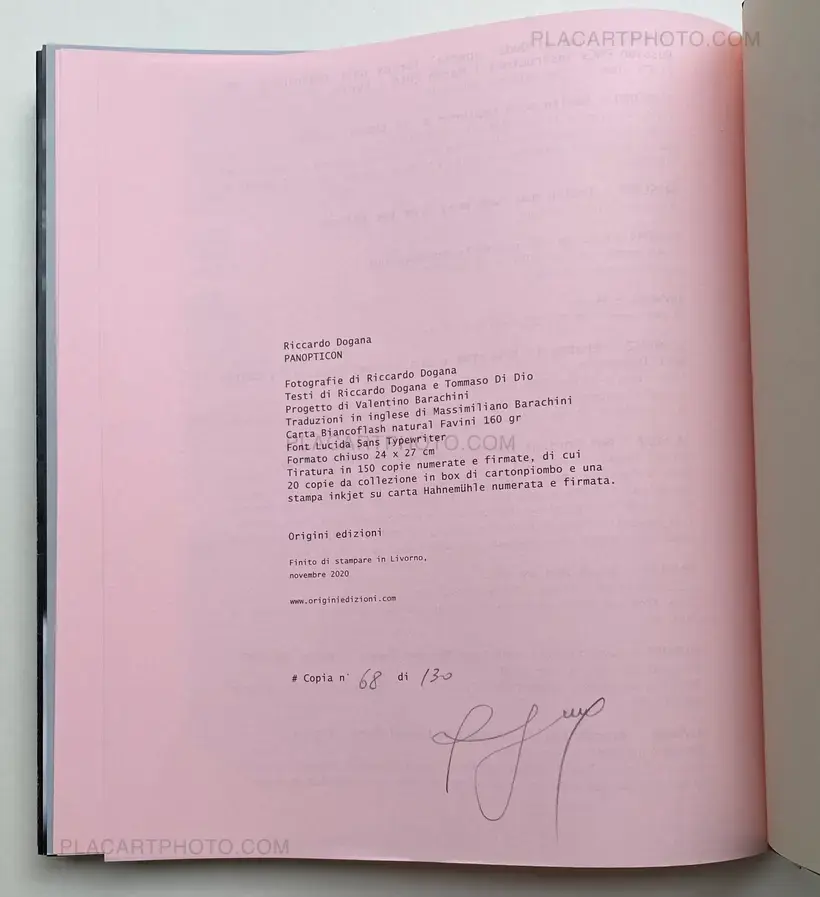 PLACARTPHOTO.COM
Riccardo Dogana
PANOPTICON
Fotografie di Riccardo Dogana
Testi di Riccardo Dogana e Tommaso Di Dio
Progetto di Valentino Barachini
Traduzioni in inglese di Massimiliano Barachini
Carta Biancoflash natural Favini 160 gr
PLACARTPHOTO.COM
Font Lucida Sans Typewriter
Formato chiuso 24 x 27 cm
Tiratura in 150 copie numerate e firmate, di cui
20 copie da collezione in box di cartonpiombo e una
stampa inkjet su carta Hahnemühle numerata e firmata.
Origini edizioni
Finito di stampare in Livorno,
novembre 2020
www.originiedizioni.com
# Copia n° 68 di 130
PLACARTPHOTO.COM